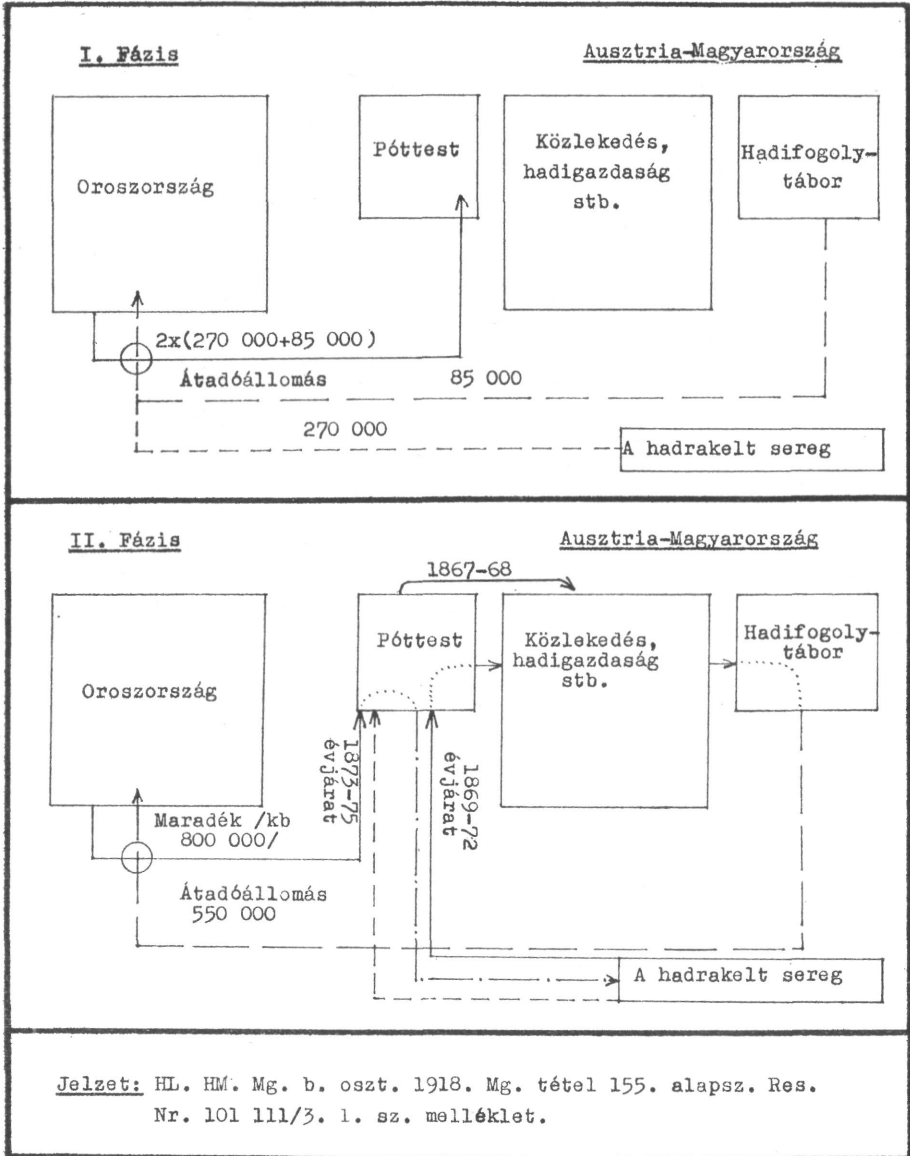 I. Fázis
Ausztria-Magyarország
Oroszország
Póttest
Közlekedés,
hadigazdaság
stb.
Hadifogoly-
tábor
2x(270 000+85 000)
Átadóállomás
85 000
270 000
A hadrakelt sereg
II. Fázis
Ausztria-Magyarország
1867-68
Oroszország
Póttest
Közlekedés,
hadigazdaság
stb.
Hadifogoly-
tábor
1873-75
évjárat
1869-72
évjárat
Maradék /kb
800 000/
Átadóállomás
550 000
A hadrakelt sereg
Jelzet: HL. HM. Mg. b. oszt. 1918. Mg. tétel 155. alapsz. Res.
Nr. 101 111/3. 1. sz. melléklet.